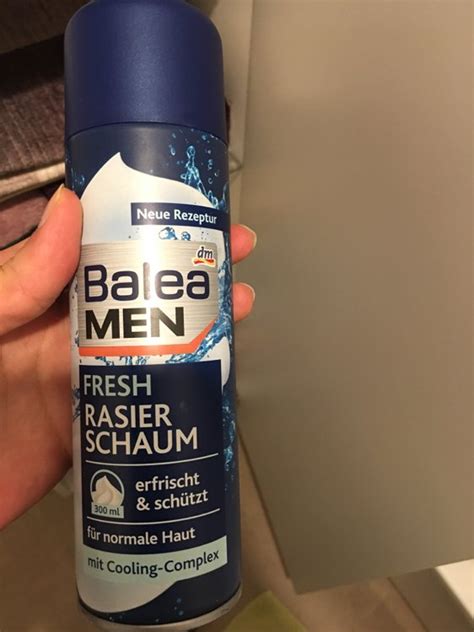 Neue Rezeptur
dm
Balea
MEN
FRESH
RASIER
SCHAUM
erfrischt
& schützt
300 ml
für normale Haut
mit Cooling-Complex